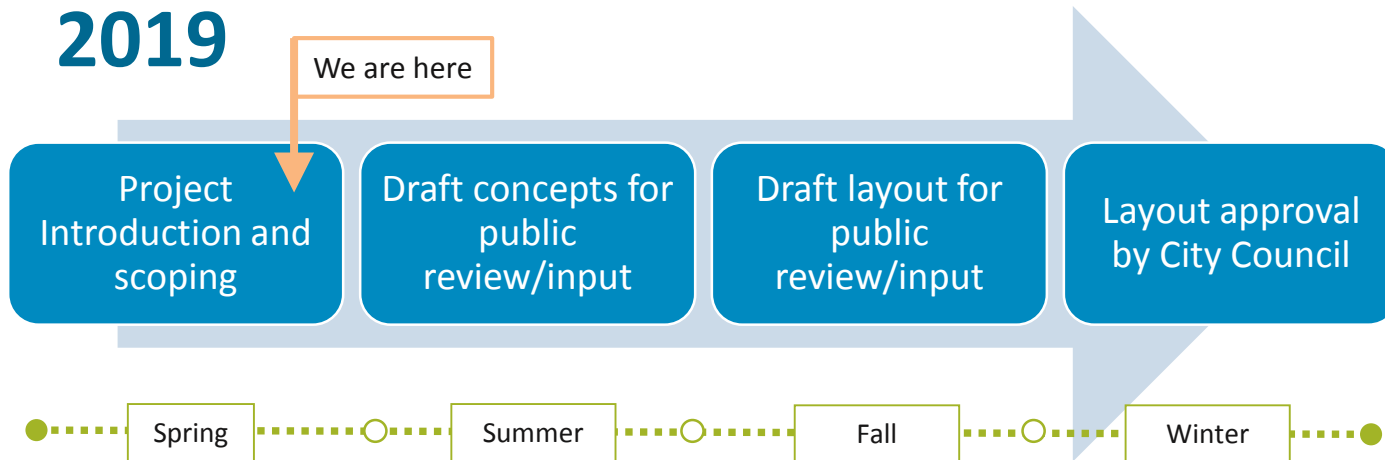 2019
We are here
Project
Introduction and
scoping
Draft concepts for
public
review/input
Draft layout for
public
review/input
Layout approval
by City Council
Spring
Summer
Fall
Winter